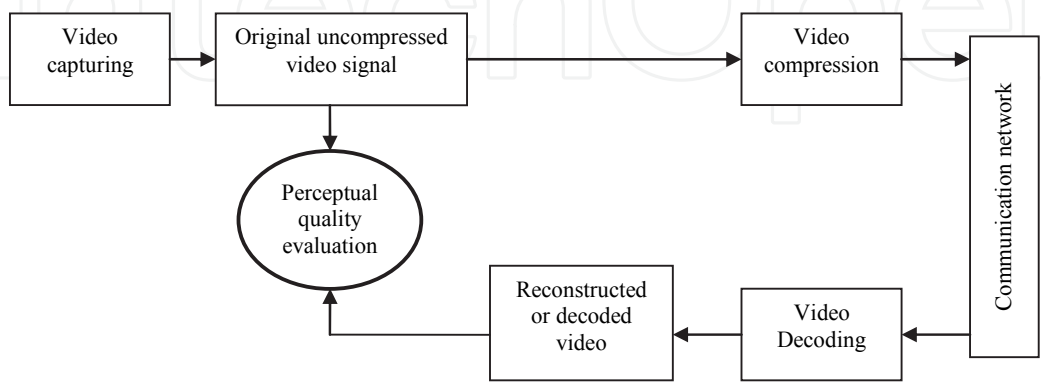 Video
capturing
Original uncompressed
video signal
Video
compression
Communication network
Perceptual
quality
evaluation
Reconstructed
or decoded
video
Video
Decoding